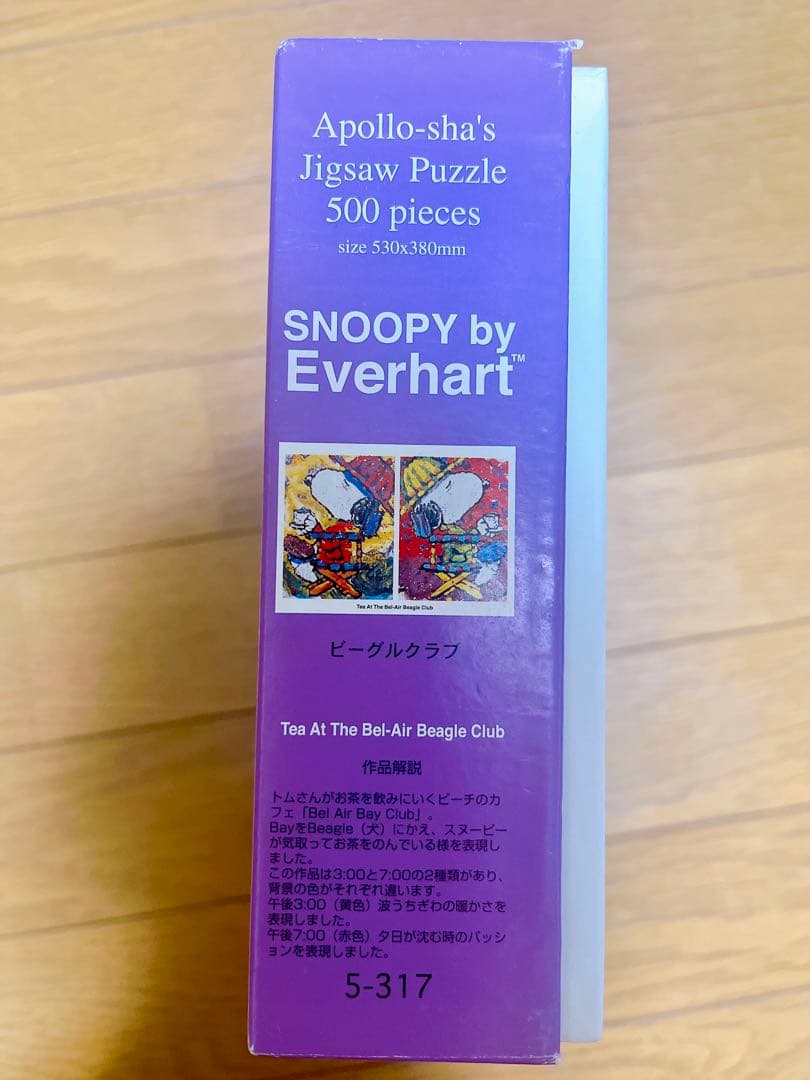 Apollo-sha's
Jigsaw Puzzle
500 pieces
size 530x380mm
SNOOPY by
Everhart™
Tea At The Bel-Air Beagle Club
ビーグルクラブ
Tea At The Bel-Air Beagle Club
作品解説
トムさんがお茶を飲みにいくビーチのカ
フェ「Bel Air Bay Club」。
BayをBeagle（犬）にかえ、スヌーピー
が気取ってお茶をのんでいる様を表現し
ました。
この作品は3:00と7:00の2種類があり、
背景の色がそれぞれ違います。
午後3:00（黄色）波うちぎわの暖かさを
表現しました。
午後7:00（赤色）夕日が沈む時のパッシ
ョンを表現しました。
5-317